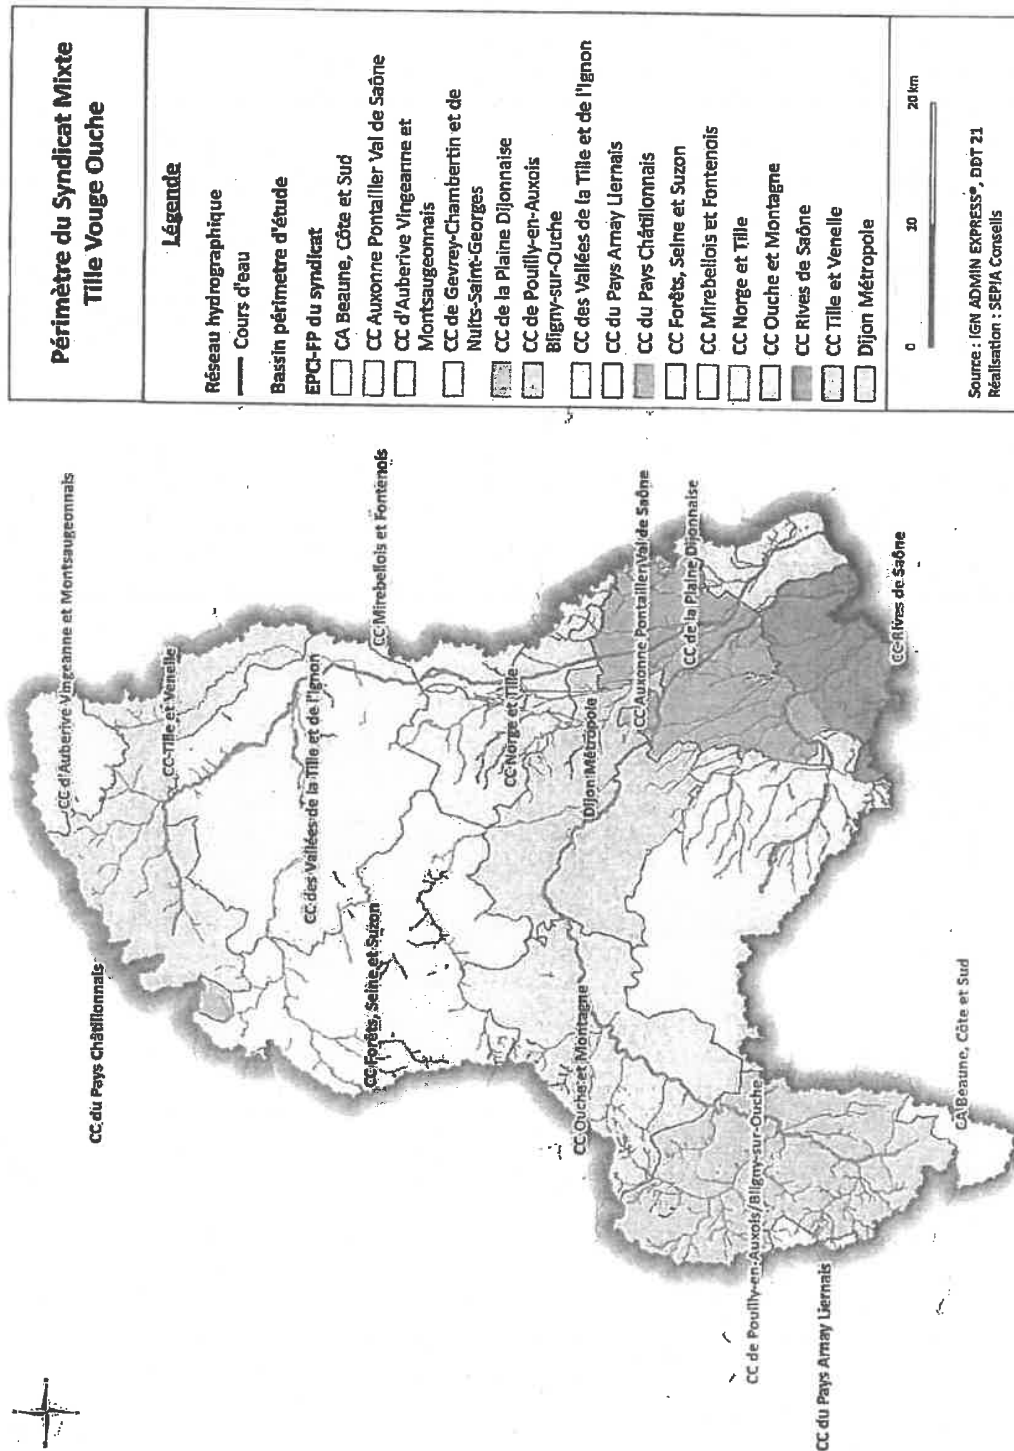 Périmètre du Syndicat Mixte
Tille Vouge Ouche
Légende
Réseau hydrographique
Cours d'eau
Bassin périmetre d'étude
EPCI-FP du syndicat
CA Beaune, Côte et Sud
CC Auxonne Pontailler Val de Saône
CC d'Auberive Vingeanne et
Montsaugeonnais
CC de Gevrey-Chambertin et de
Nuits-Saint-Georges
CC de la Plaine Dijonnaise
CC de Pouilly-en-Auxois
Bligny-sur-Ouche
CC des Vallées de la Tille et de l'Ignon
CC du Pays Arnay Liernais
CC du Pays Châtillonnais
CC Forêts, Seine et Suzon
CC Mirebellois et Fontenois
CC Norge et Tille
CC Ouche et Montagne
CC Rives de Saône
CC Tille et Venelle
Dijon Métropole
0 10 20 km
Source : IGN ADMIN EXPRESS®, DDT 21
Réalisation : SEPIA Conseils
CC d'Auberive Vingeanne et Montsaugeonnais
CC du Pays Châtillonnais
CC Tille et Venelle
CC des Vallées de la Tille et de l'Ignon
CC Mirebellois et Fontenois
CC Forêts, Seine et Suzon
CC Norge et Tille
Dijon Métropole
CC Ouche et Montagne
CC Auxonne Pontailler Val de Saône
CC de la Plaine Dijonnaise
CC de Pouilly-en-Auxois/Bligny-sur-Ouche
CC du Pays Arnay Liernais
CC Rives de Saône
CA Beaune, Côte et Sud